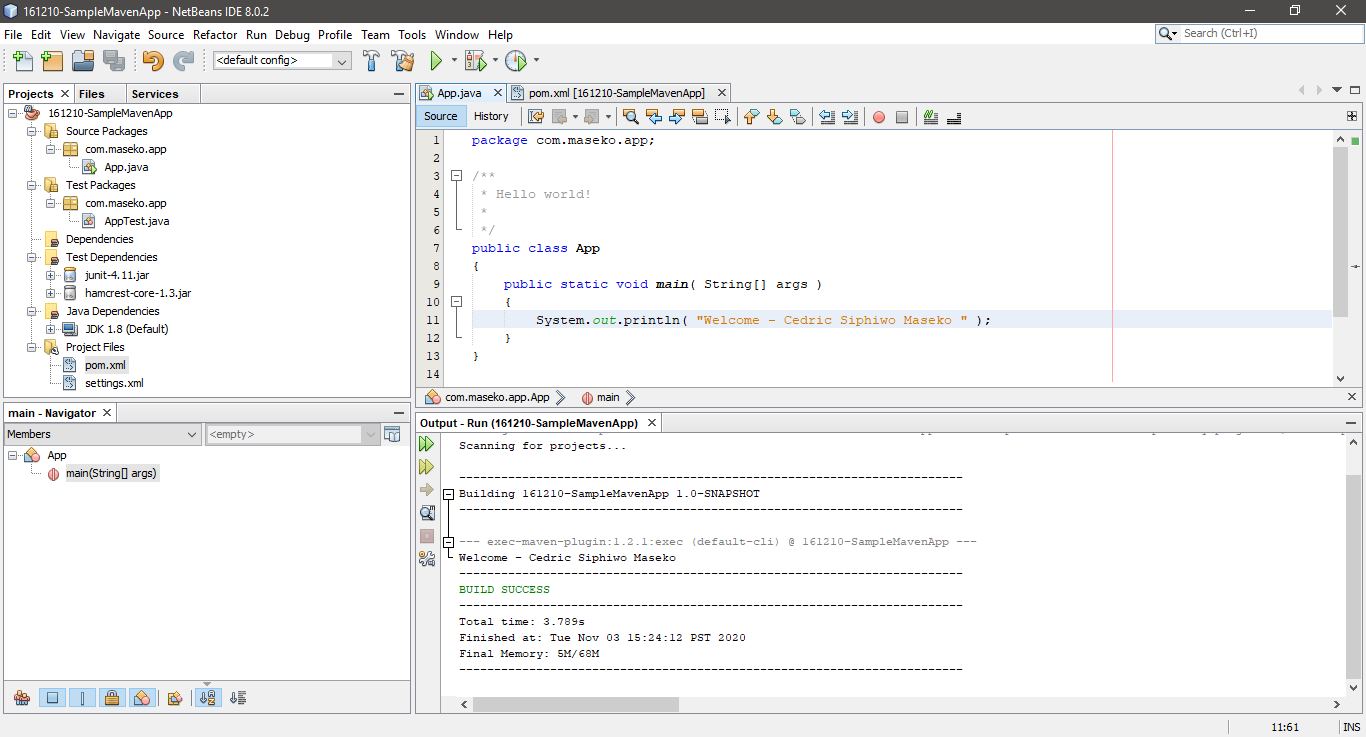 161210-SampleMavenApp - NetBeans IDE 8.0.2
File Edit View Navigate Source Refactor Run Debug Profile Team Tools Window Help
Search (Ctrl+I)
<default config>
Projects Files Services
161210-SampleMavenApp
Source Packages
com.maseko.app
App.java
Test Packages
com.maseko.app
AppTest.java
Dependencies
Test Dependencies
junit-4.11.jar
hamcrest-core-1.3.jar
Java Dependencies
JDK 1.8 (Default)
Project Files
pom.xml
settings.xml
main - Navigator
Members
<empty>
App
main(String[] args)
App.java pom.xml [161210-SampleMavenApp]
Source History
1 package com.maseko.app;
2
3 /**
4 * Hello world!
5 *
6 */
7 public class App
8 {
9 public static void main( String[] args )
10 {
11 System.out.println( "Welcome - Cedric Siphiwo Maseko " );
12 }
13 }
14
com.maseko.app.App main
Output - Run (161210-SampleMavenApp)
Scanning for projects...
------------------------------------------------------------------------
Building 161210-SampleMavenApp 1.0-SNAPSHOT
------------------------------------------------------------------------
--- exec-maven-plugin:1.2.1:exec (default-cli) @ 161210-SampleMavenApp ---
Welcome - Cedric Siphiwo Maseko
------------------------------------------------------------------------
BUILD SUCCESS
------------------------------------------------------------------------
Total time: 3.789s
Finished at: Tue Nov 03 15:24:12 PST 2020
Final Memory: 5M/68M
------------------------------------------------------------------------
11:61 INS